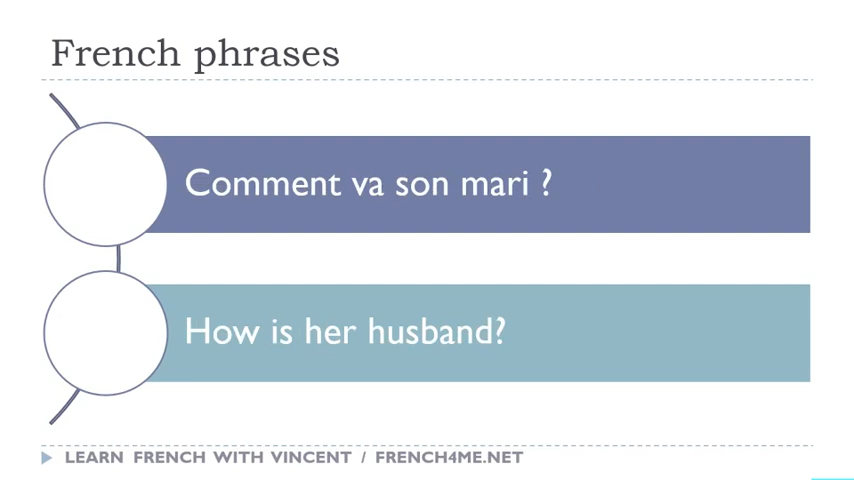 French phrases
Comment va son mari ?
How is her husband?
LEARN FRENCH WITH VINCENT / FRENCH4ME.NET